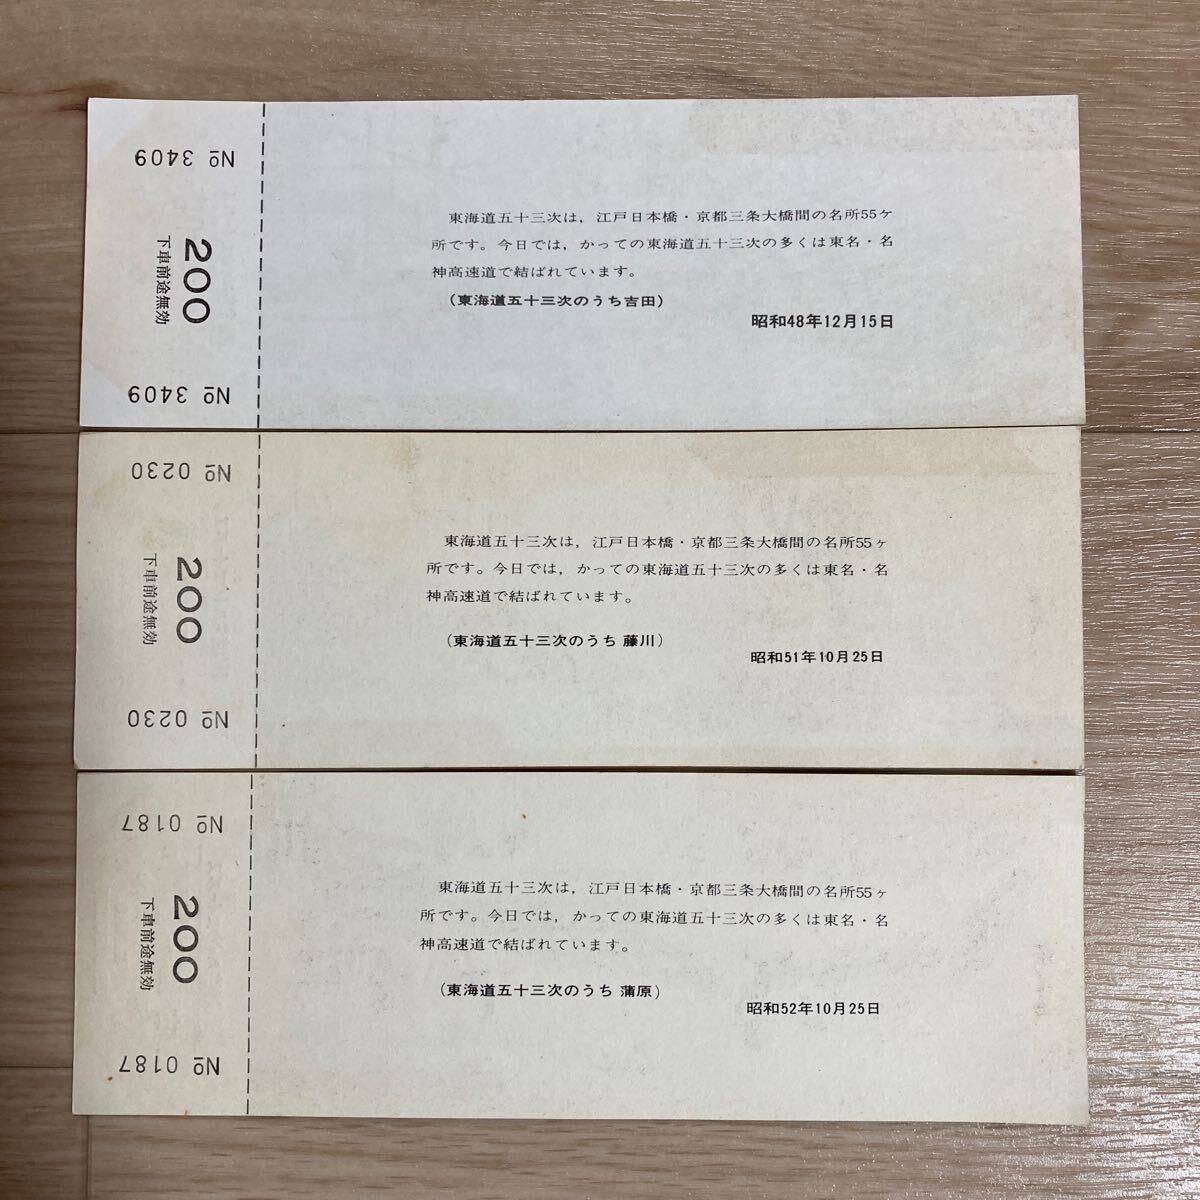 № 3409
200
下車前途無効
№ 3409
東海道五十三次は，江戸日本橋・京都三条大橋間の名所55ヶ
所です。今日では，かっての東海道五十三次の多くは東名・名
神高速道で結ばれています。
（東海道五十三次のうち吉田）
昭和48年12月15日
№ 0230
200
下車前途無効
№ 0230
東海道五十三次は，江戸日本橋・京都三条大橋間の名所55ヶ
所です。今日では，かっての東海道五十三次の多くは東名・名
神高速道で結ばれています。
（東海道五十三次のうち 藤川）
昭和51年10月25日
№ 0187
200
下車前途無効
№ 0187
東海道五十三次は，江戸日本橋・京都三条大橋間の名所55ヶ
所です。今日では，かっての東海道五十三次の多くは東名・名
神高速道で結ばれています。
（東海道五十三次のうち 蒲原）
昭和52年10月25日